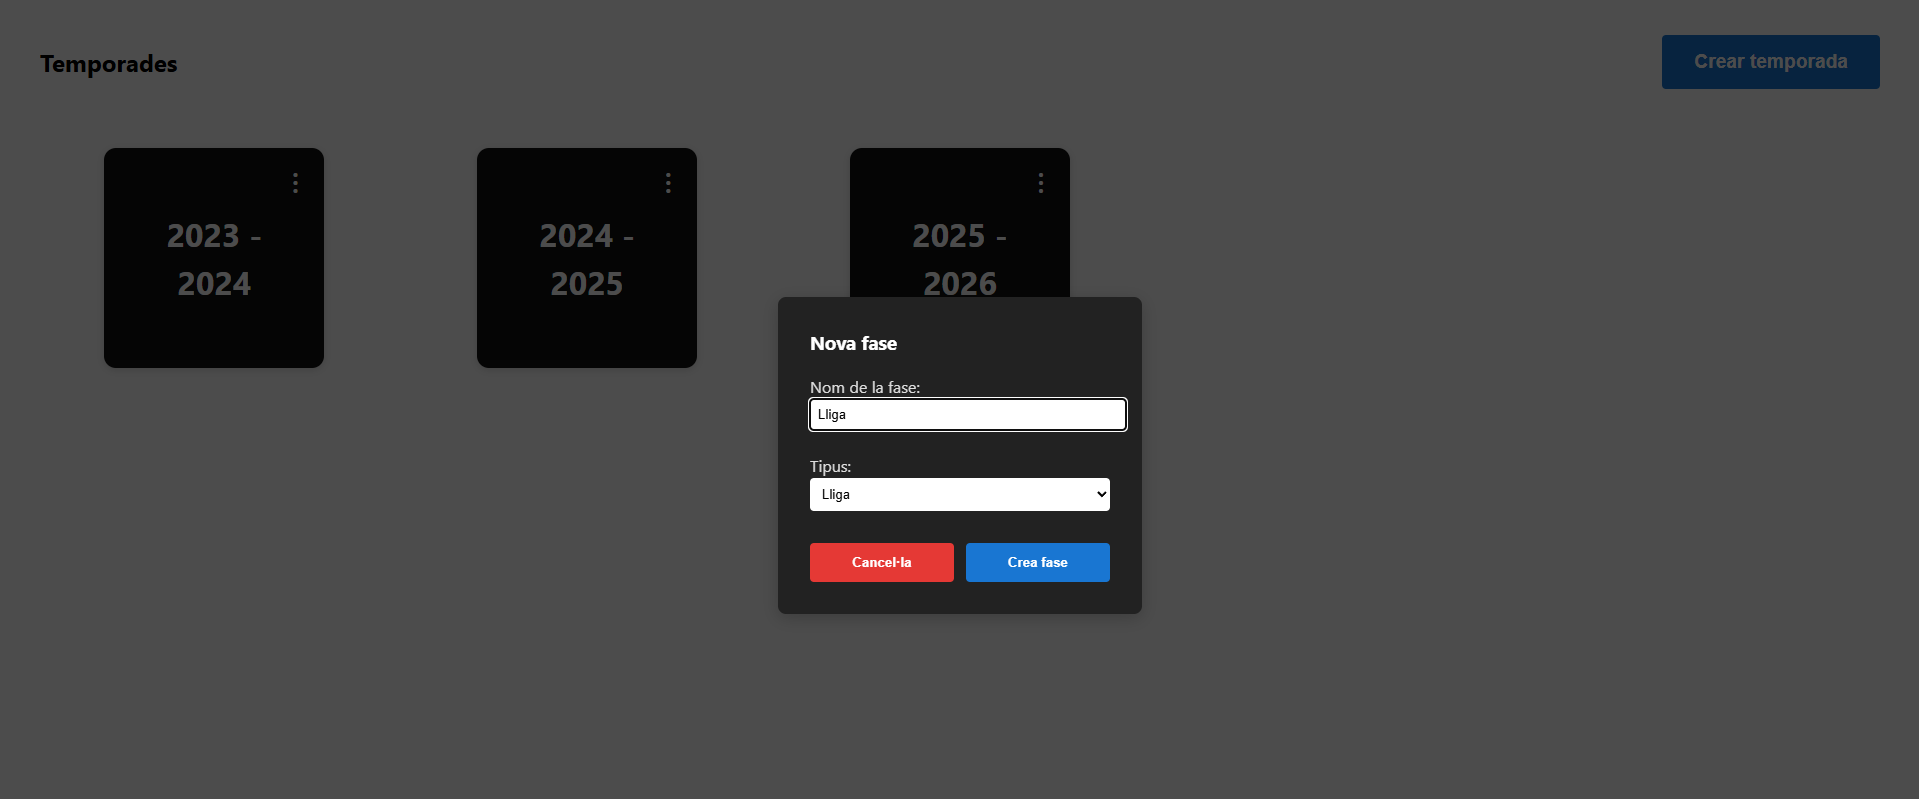 Temporades
Crear temporada
2023 -
2024
2024 -
2025
2025 -
2026
Nova fase
Nom de la fase:
Lliga
Tipus:
Lliga
Cancel·la
Crea fase